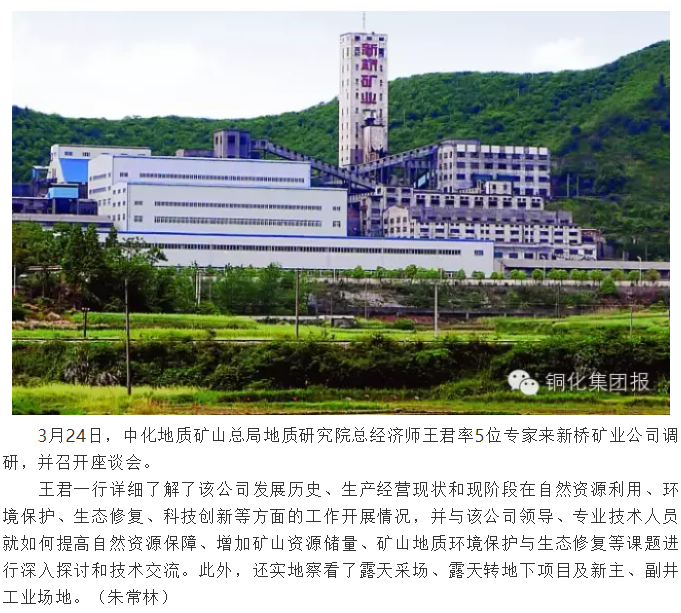 新桥矿业
铜化集团报
3月24日，中化地质矿山总局地质研究院总经济师王君率5位专家来新桥矿业公司调
研，并召开座谈会。
王君一行详细了解了该公司发展历史、生产经营现状和现阶段在自然资源利用、环
境保护、生态修复、科技创新等方面的工作开展情况，并与该公司领导、专业技术人员
就如何提高自然资源保障、增加矿山资源储量、矿山地质环境保护与生态修复等课题进
行深入探讨和技术交流。此外，还实地察看了露天采场、露天转地下项目及新主、副井
工业场地。（朱常林）